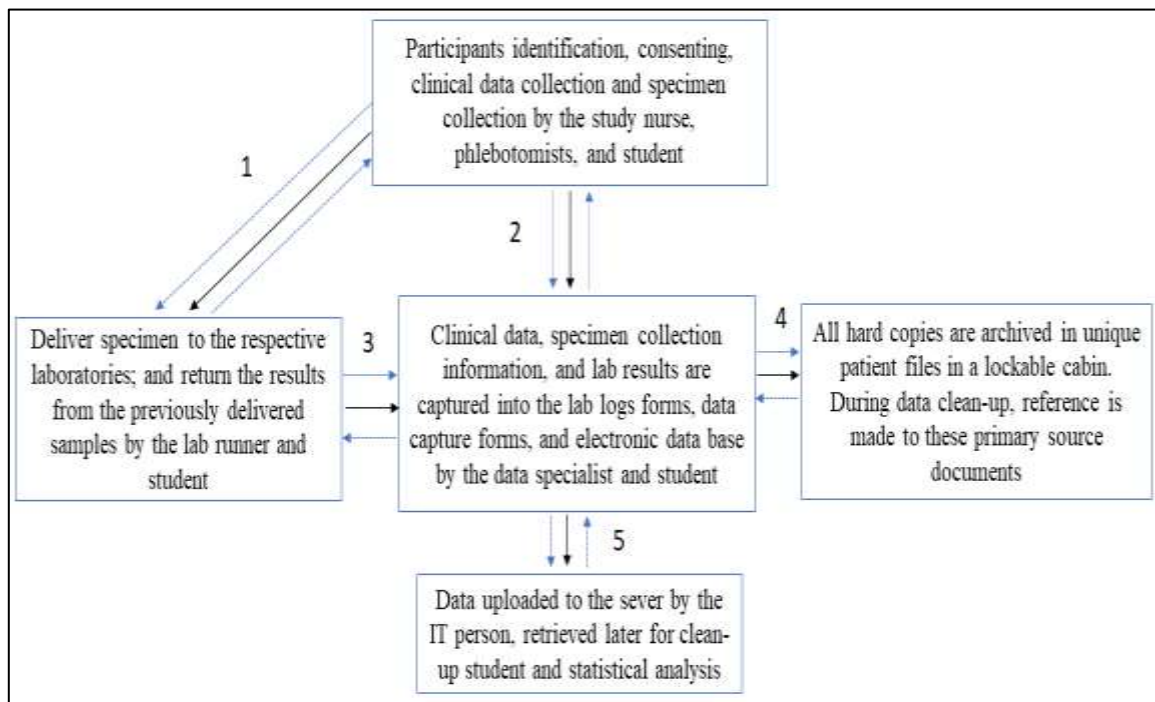 Participants identification, consenting,
clinical data collection and specimen
collection by the study nurse,
phlebotomists, and student
1
2
Deliver specimen to the respective
laboratories; and return the results
from the previously delivered
samples by the lab runner and
student
3
Clinical data, specimen collection
information, and lab results are
captured into the lab logs forms, data
capture forms, and electronic data base
by the data specialist and student
4
All hard copies are archived in unique
patient files in a lockable cabin.
During data clean-up, reference is
made to these primary source
documents
5
Data uploaded to the sever by the
IT person, retrieved later for clean-
up student and statistical analysis